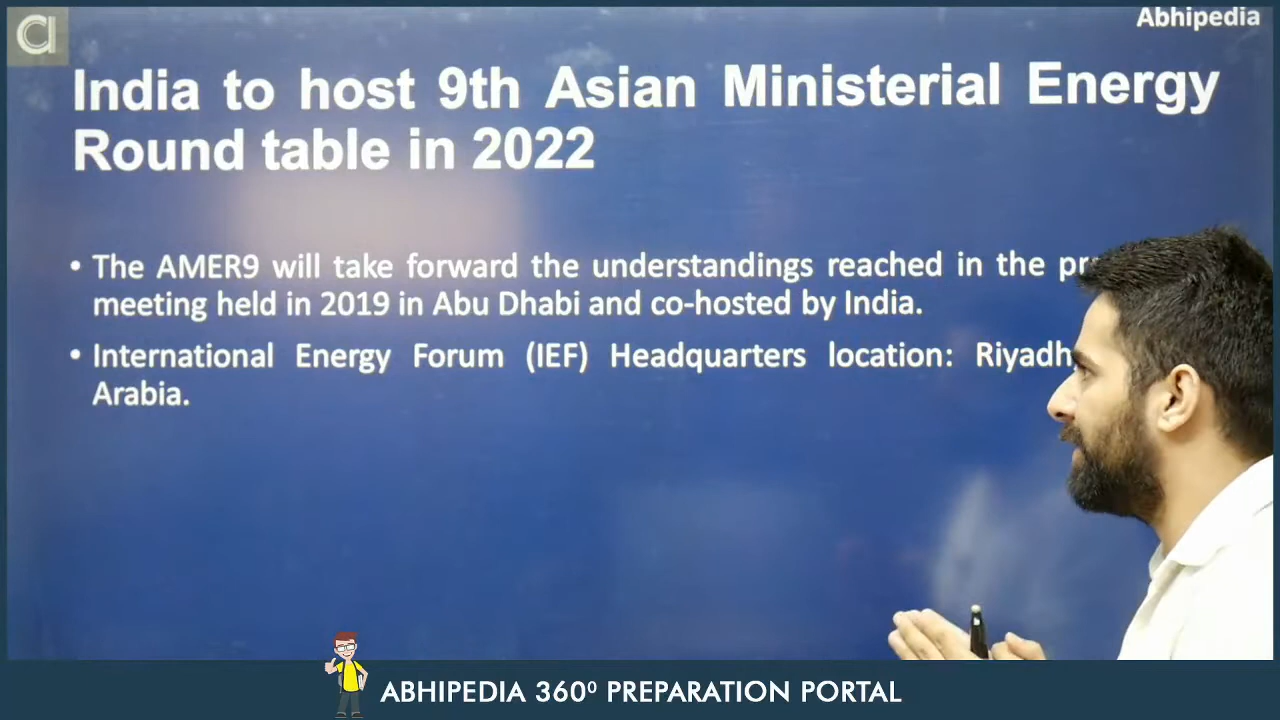 Abhipedia
India to host 9th Asian Ministerial Energy
Round table in 2022
• The AMER9 will take forward the understandings reached in the
meeting held in 2019 in Abu Dhabi and co-hosted by India.
• International Energy Forum (IEF) Headquarters location: Riyadh
Arabia.
ABHIPEDIA 360⁰ PREPARATION PORTAL